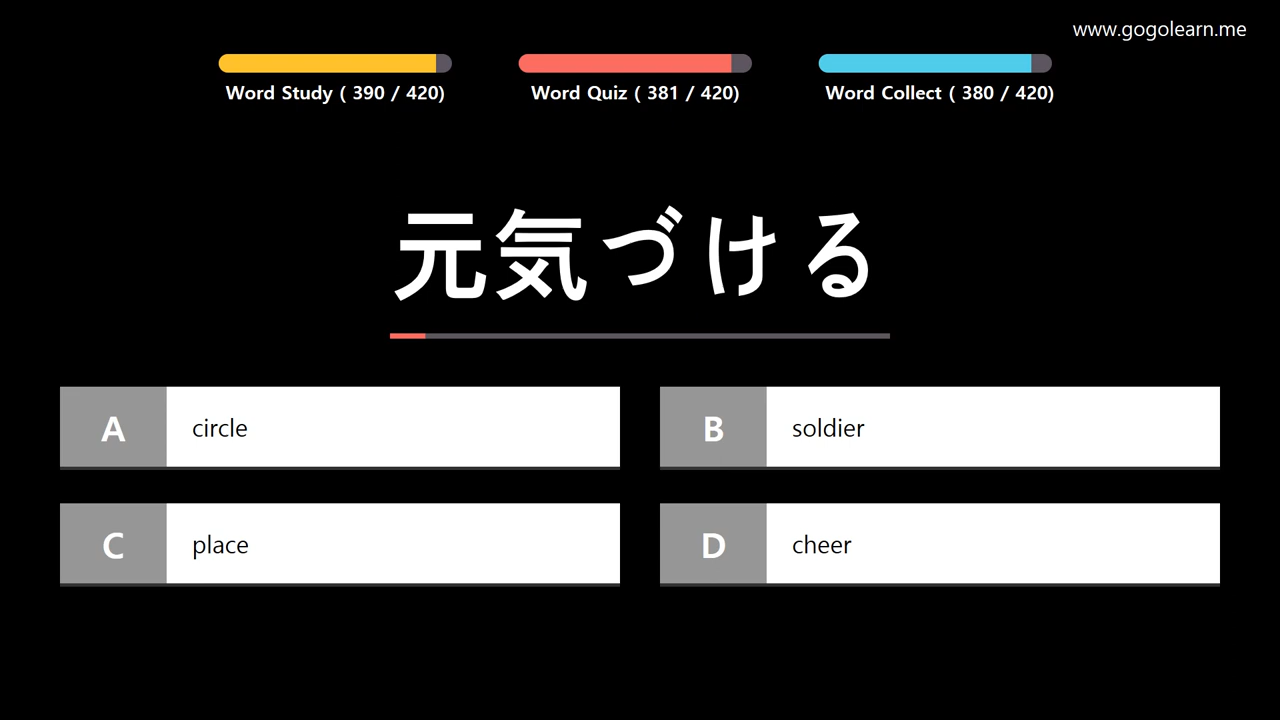 www.gogolearn.me
Word Study ( 390 / 420)
Word Quiz ( 381 / 420)
Word Collect ( 380 / 420)
元気づける
A circle
B soldier
C place
D cheer